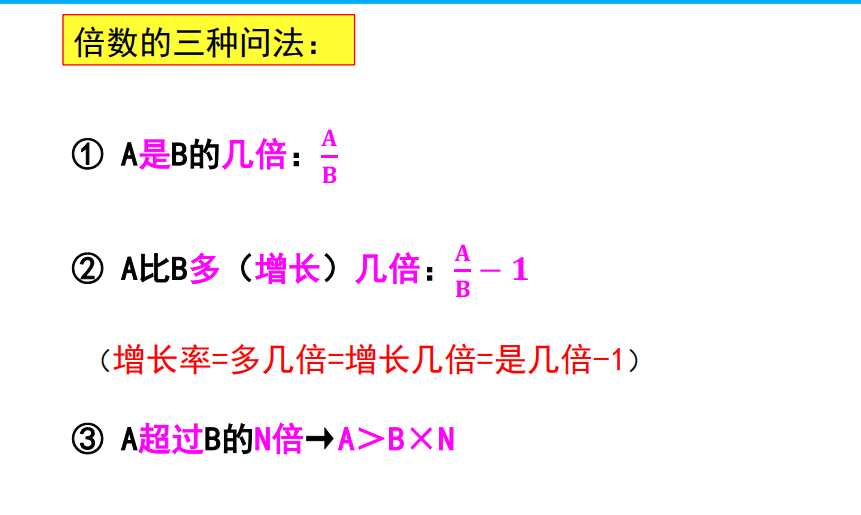 倍数的三种问法：
① A是B的几倍：A/B
② A比B多（增长）几倍：A/B－1
（增长率=多几倍=增长几倍=是几倍-1）
③ A超过B的N倍→A＞B×N